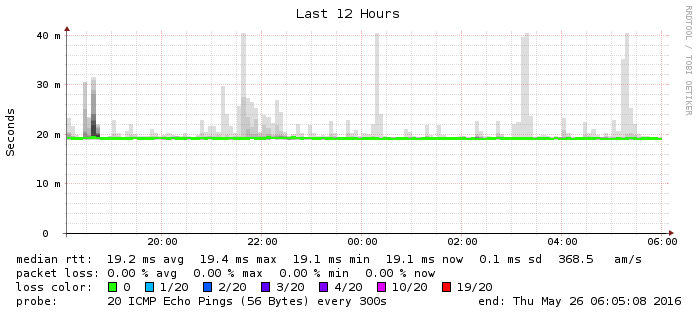 Last 12 Hours
RRDTOOL / TOBI OETIKER
Seconds
40 m
30 m
20 m
10 m
0
20:00 22:00 00:00 02:00 04:00 06:00
median rtt: 19.2 ms avg 19.4 ms max 19.1 ms min 19.1 ms now 0.1 ms sd 368.5 am/s
packet loss: 0.00 % avg 0.00 % max 0.00 % min 0.00 % now
loss color: 0 1/20 2/20 3/20 4/20 10/20 19/20
probe: 20 ICMP Echo Pings (56 Bytes) every 300s end: Thu May 26 06:05:08 2016